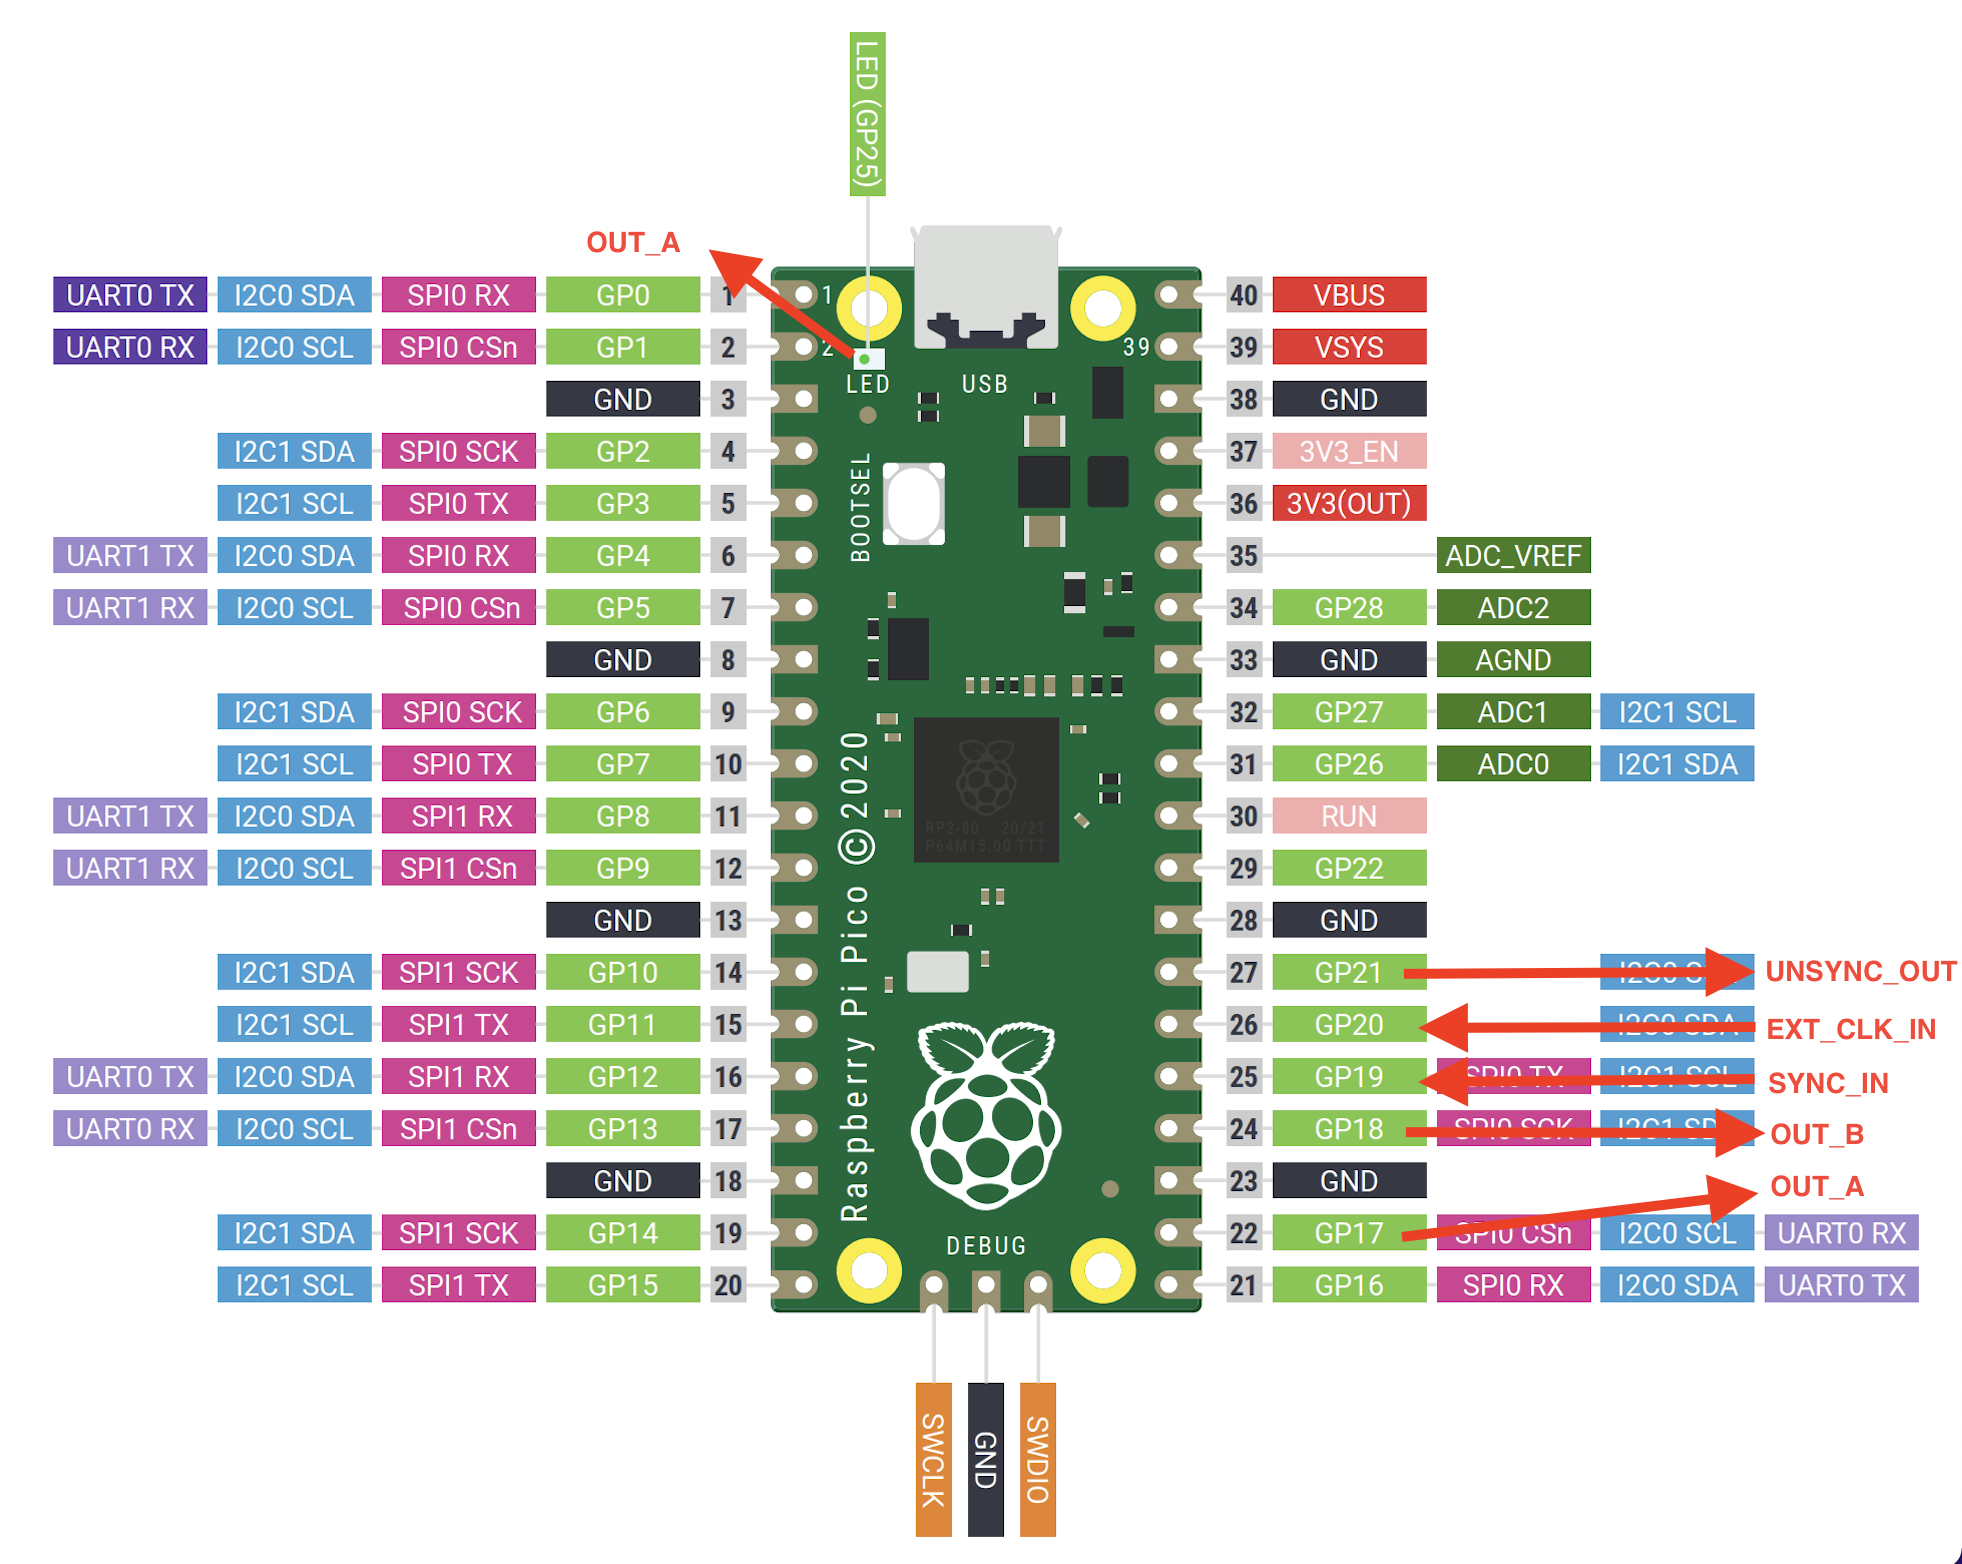 LED (GP25)
OUT_A
UART0 TX I2C0 SDA SPI0 RX GP0 1 1 40 VBUS
UART0 RX I2C0 SCL SPI0 CSn GP1 2 2 39 39 VSYS
LED USB
GND 3 38 GND
I2C1 SDA SPI0 SCK GP2 4 37 3V3_EN
I2C1 SCL SPI0 TX GP3 5 36 3V3(OUT)
BOOTSEL
UART1 TX I2C0 SDA SPI0 RX GP4 6 35 ADC_VREF
UART1 RX I2C0 SCL SPI0 CSn GP5 7 34 GP28 ADC2
GND 8 33 GND AGND
I2C1 SDA SPI0 SCK GP6 9 32 GP27 ADC1 I2C1 SCL
I2C1 SCL SPI0 TX GP7 10 31 GP26 ADC0 I2C1 SDA
UART1 TX I2C0 SDA SPI1 RX GP8 11 30 RUN
RP2-80 20/21
P64M15.00 TTT
UART1 RX I2C0 SCL SPI1 CSn GP9 12 29 GP22
GND 13 28 GND
Raspberry Pi Pico ©2020
I2C1 SDA SPI1 SCK GP10 14 27 GP21 I2C0 SCL UNSYNC_OUT
I2C1 SCL SPI1 TX GP11 15 26 GP20 I2C0 SDA EXT_CLK_IN
UART0 TX I2C0 SDA SPI1 RX GP12 16 25 GP19 SPI0 TX I2C1 SCL SYNC_IN
UART0 RX I2C0 SCL SPI1 CSn GP13 17 24 GP18 SPI0 SCK I2C1 SDA OUT_B
GND 18 23 GND OUT_A
I2C1 SDA SPI1 SCK GP14 19 22 GP17 SPI0 CSn I2C0 SCL UART0 RX
DEBUG
I2C1 SCL SPI1 TX GP15 20 21 GP16 SPI0 RX I2C0 SDA UART0 TX
SWCLK
GND
SWDIO